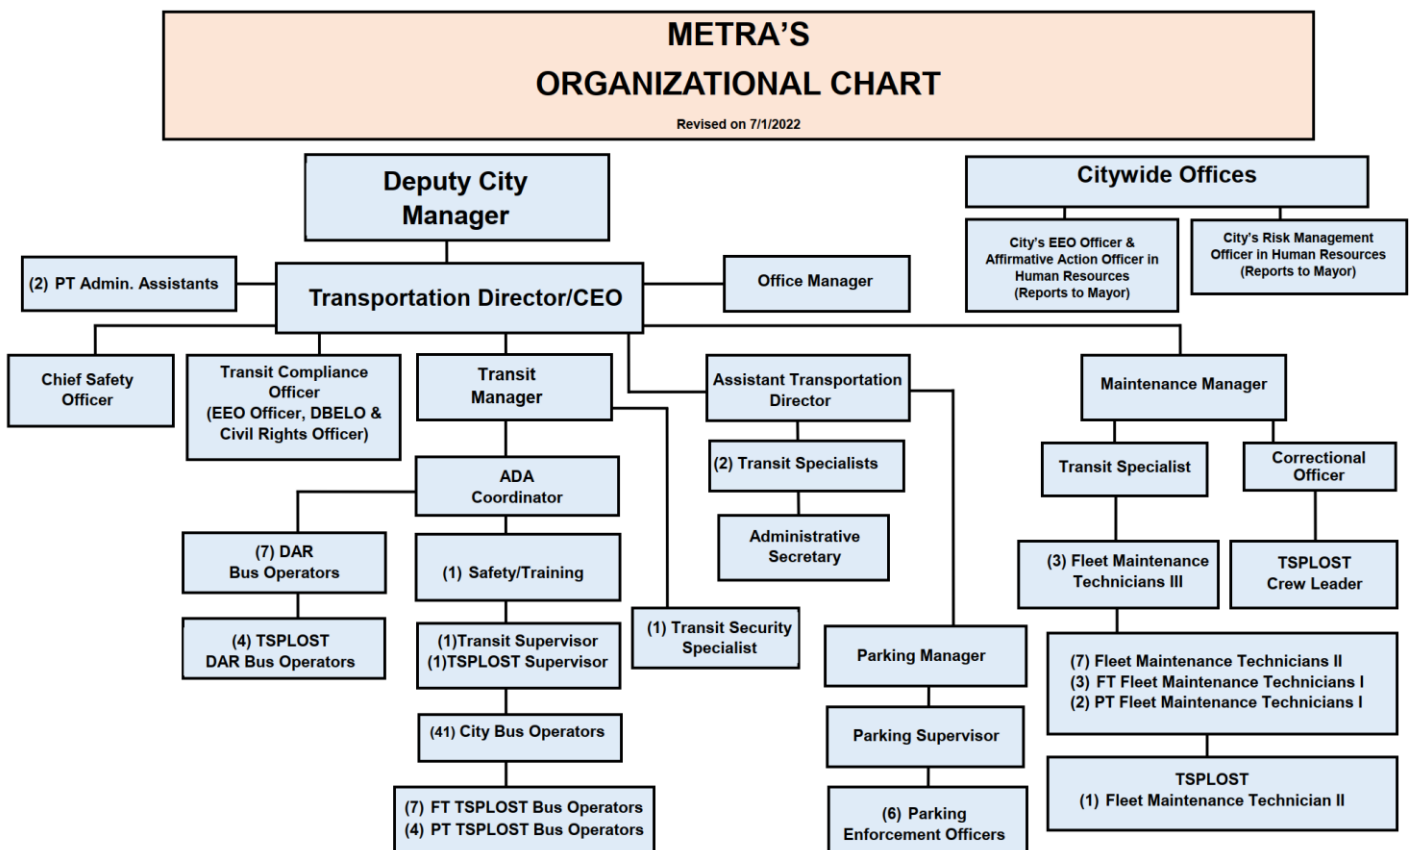 METRA'S
ORGANIZATIONAL CHART
Revised on 7/1/2022
Deputy City
Manager
Citywide Offices
City's EEO Officer &
Affirmative Action Officer in
Human Resources
(Reports to Mayor)
City's Risk Management
Officer in Human Resources
(Reports to Mayor)
(2) PT Admin. Assistants
Transportation Director/CEO
Office Manager
Chief Safety
Officer
Transit Compliance
Officer
(EEO Officer, DBELO &
Civil Rights Officer)
Transit
Manager
Assistant Transportation
Director
Maintenance Manager
ADA
Coordinator
(2) Transit Specialists
Transit Specialist
Correctional
Officer
(7) DAR
Bus Operators
(1) Safety/Training
Administrative
Secretary
(3) Fleet Maintenance
Technicians III
TSPLOST
Crew Leader
(4) TSPLOST
DAR Bus Operators
(1)Transit Supervisor
(1)TSPLOST Supervisor
(1) Transit Security
Specialist
Parking Manager
(7) Fleet Maintenance Technicians II
(3) FT Fleet Maintenance Technicians I
(2) PT Fleet Maintenance Technicians I
(41) City Bus Operators
Parking Supervisor
(7) FT TSPLOST Bus Operators
(4) PT TSPLOST Bus Operators
(6) Parking
Enforcement Officers
TSPLOST
(1) Fleet Maintenance Technician II